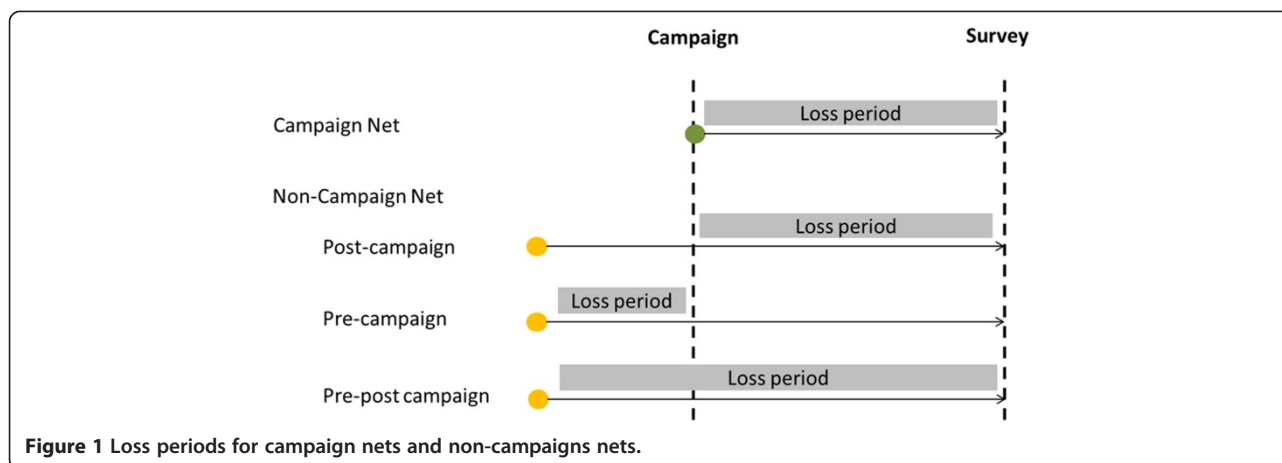 Campaign Survey
Campaign Net Loss period
Non-Campaign Net
Loss period
Post-campaign
Loss period
Pre-campaign
Loss period
Pre-post campaign
Figure 1 Loss periods for campaign nets and non-campaigns nets.